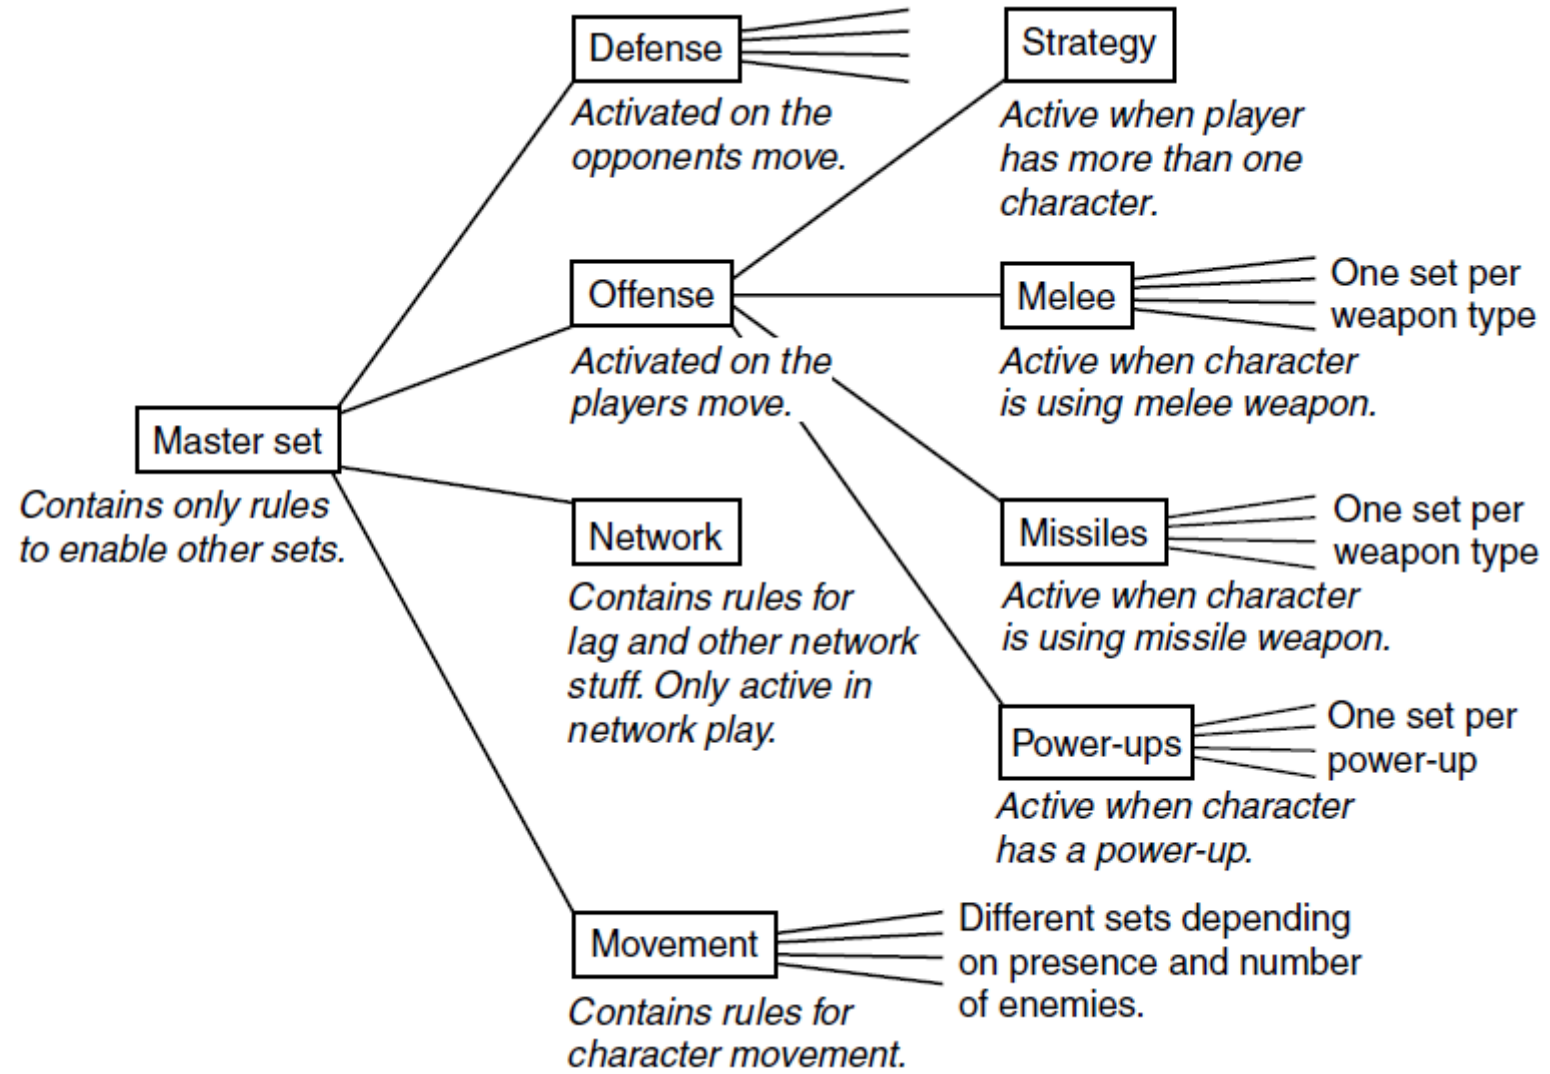 Defense
Activated on the
opponents move.
Strategy
Active when player
has more than one
character.
Offense
Activated on the
players move.
Melee
One set per
weapon type
Active when character
is using melee weapon.
Master set
Contains only rules
to enable other sets.
Network
Contains rules for
lag and other network
stuff. Only active in
network play.
Missiles
One set per
weapon type
Active when character
is using missile weapon.
Power-ups
One set per
power-up
Active when character
has a power-up.
Movement
Different sets depending
on presence and number
of enemies.
Contains rules for
character movement.